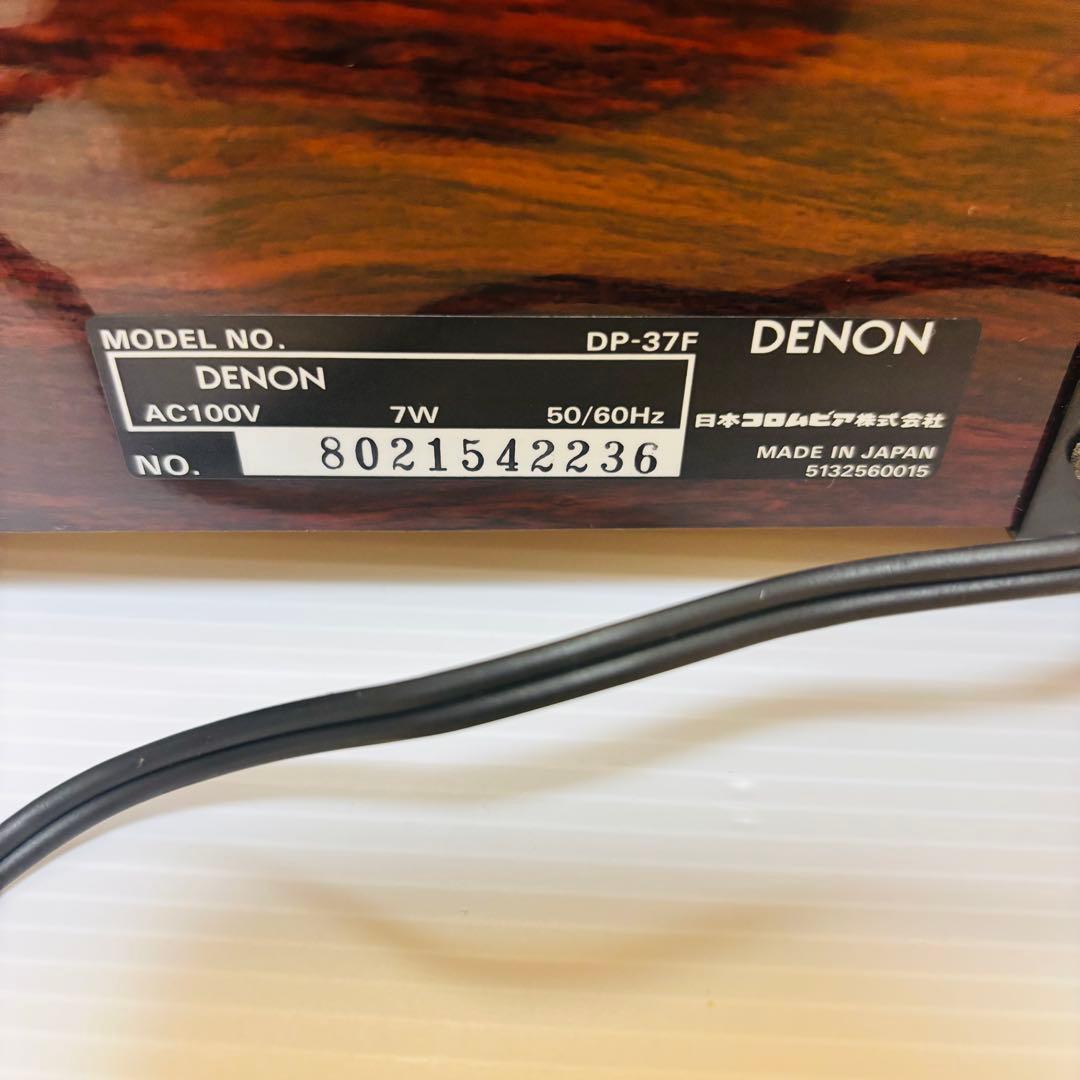 MODEL NO. DP-37F
DENON
AC100V 7W 50/60Hz
NO. 8021542236
DENON
日本コロムビア株式会社
MADE IN JAPAN
5132560015